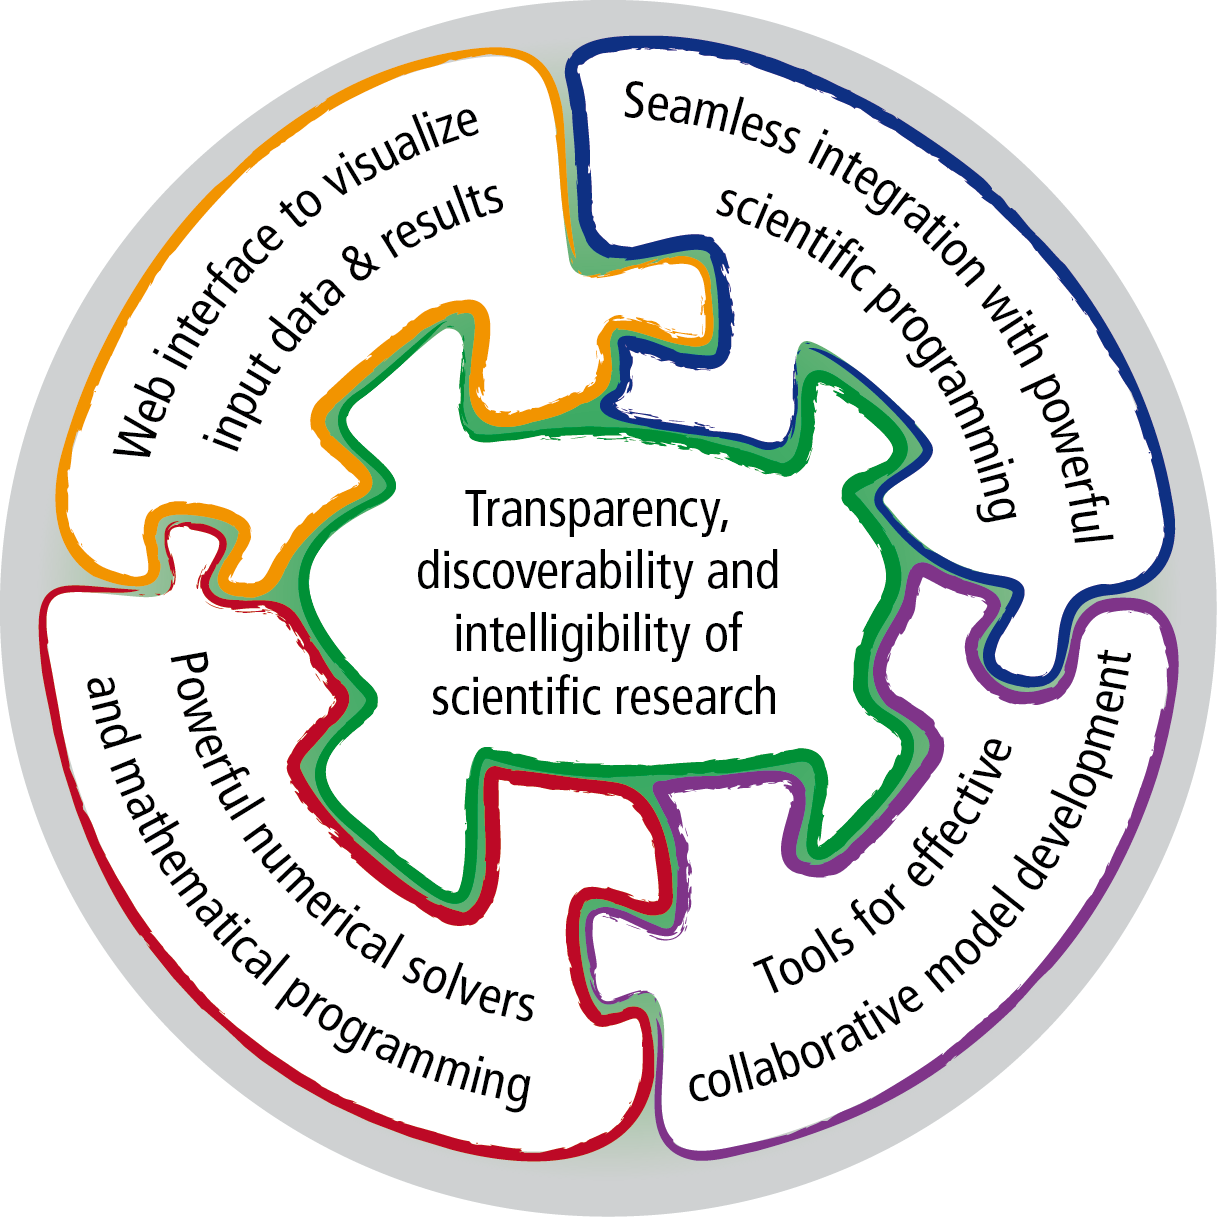 Web interface to visualize
input data & results
Seamless integration with powerful
scientific programming
Transparency,
discoverability and
intelligibility of
scientific research
Powerful numerical solvers
and mathematical programming
Tools for effective
collaborative model development